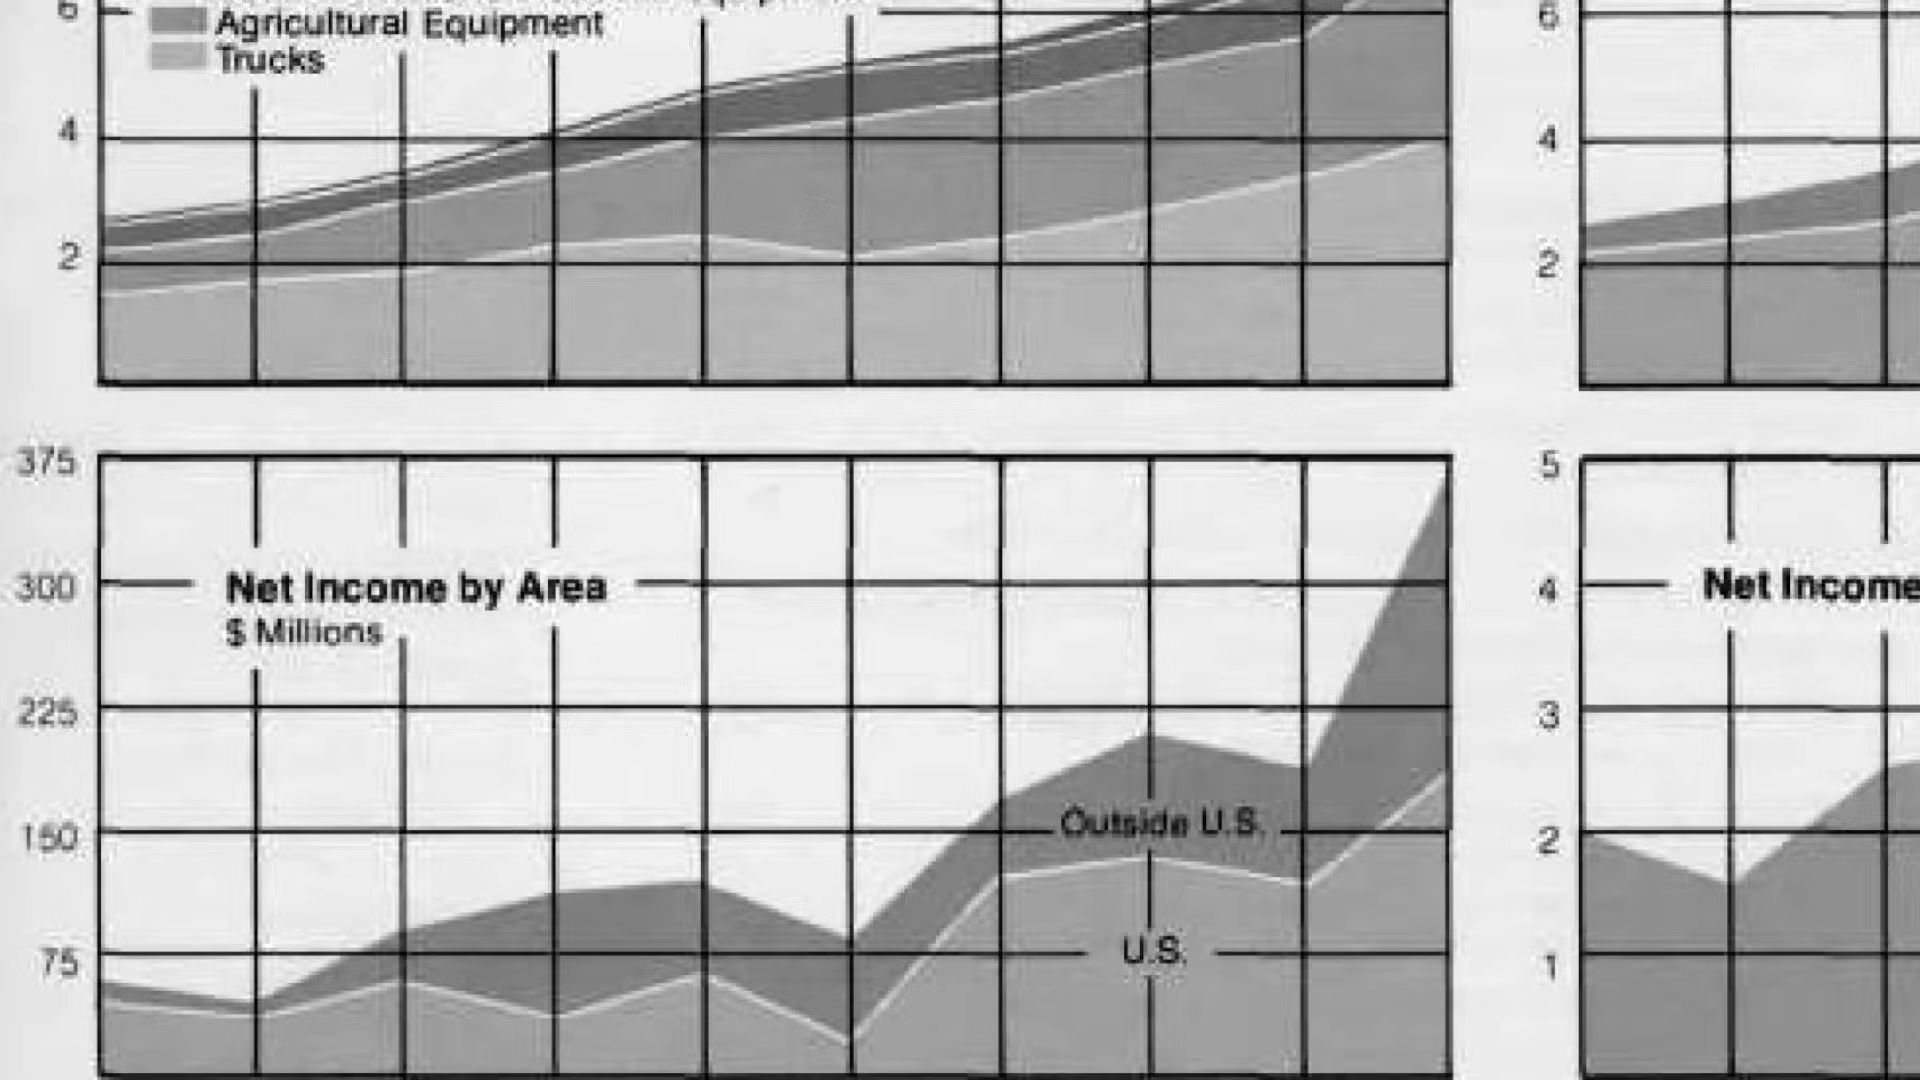 6
Agricultural Equipment
Trucks
4
2
6
4
2
375
300
225
150
75
Net Income by Area
$ Millions
Outside U.S.
U.S.
5
4
3
2
1
Net Income